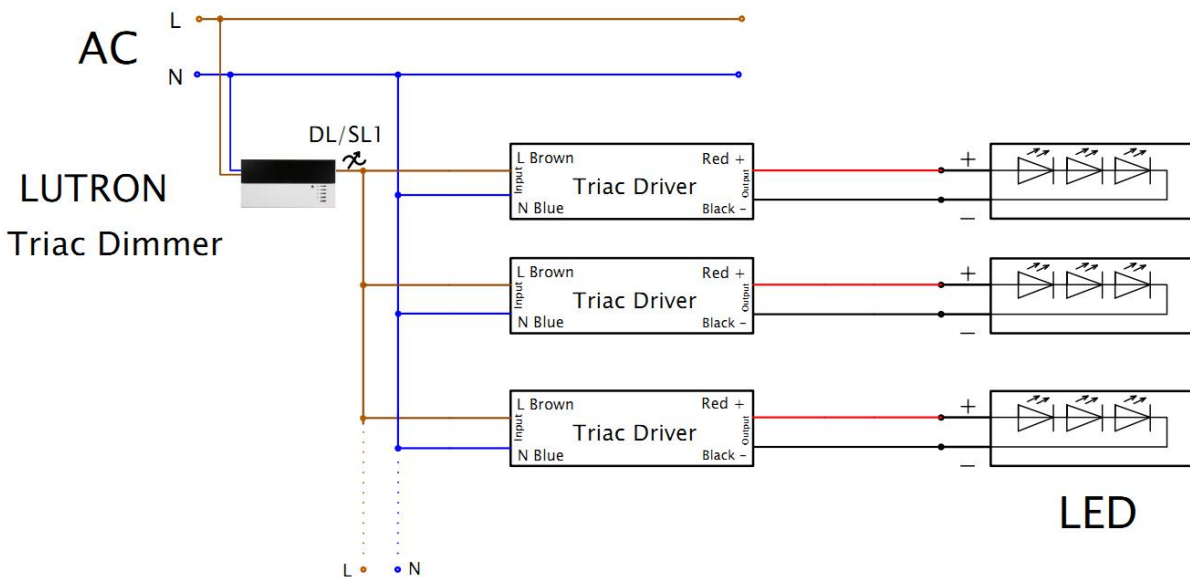 L
AC
N
DL/SL1
LUTRON
Triac Dimmer
L Brown
Input
N Blue
Triac Driver
Red +
Output
Black -
+
-
L Brown
Input
N Blue
Triac Driver
Red +
Output
Black -
+
-
L Brown
Input
N Blue
Triac Driver
Red +
Output
Black -
+
-
LED
L
N